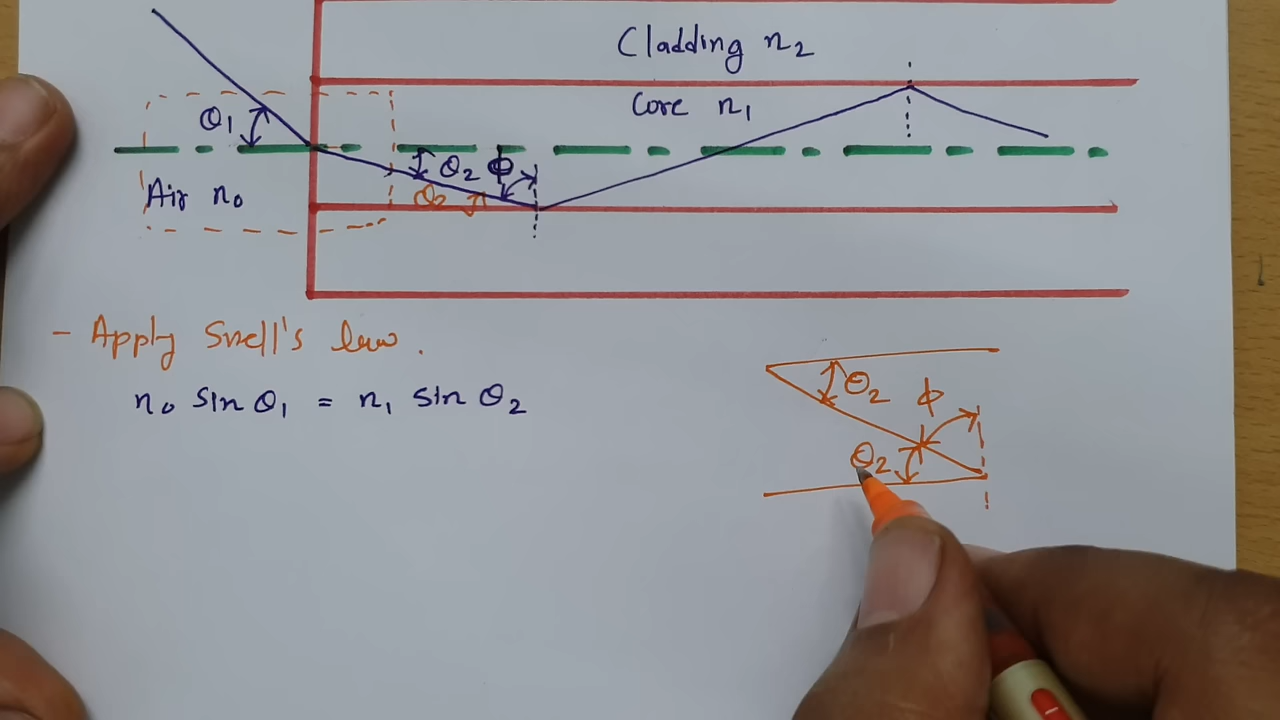 Cladding n₂
Core n₁
θ₁
θ₂ ϕ
Air n₀
θ₂
- Apply Snell's law.
n₀ sin θ₁ = n₁ sin θ₂
θ₂ ϕ
θ₂